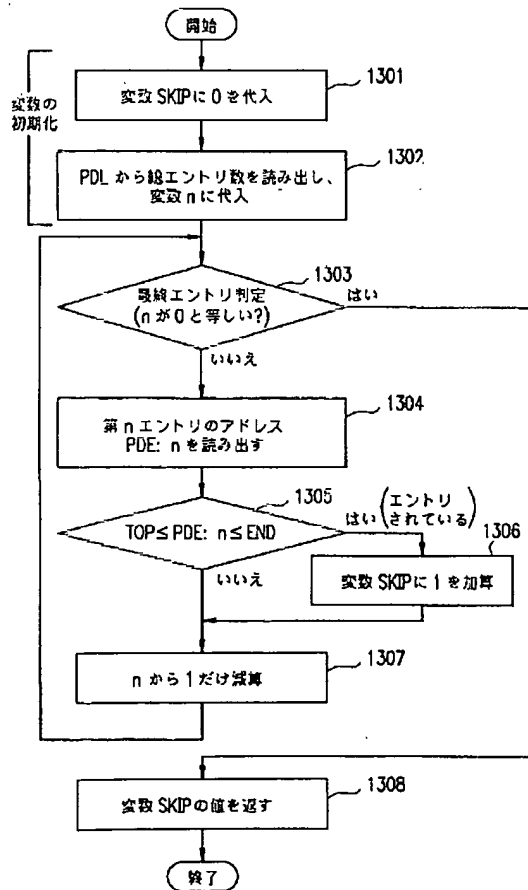 開始
変数の
初期化
1301
変数 SKIPに 0 を代入
1302
PDL から総エントリ数を読み出し、
変数 n に代入
1303
最終エントリ判定
(n が 0 と等しい?)
はい
いいえ
1304
第 n エントリのアドレス
PDE: n を読み出す
1305
TOP≤PDE: n≤END
はい (エントリ
されている)
1306
変数 SKIPに 1 を加算
いいえ
1307
n から 1 だけ減算
1308
変数 SKIPの値を返す
終了